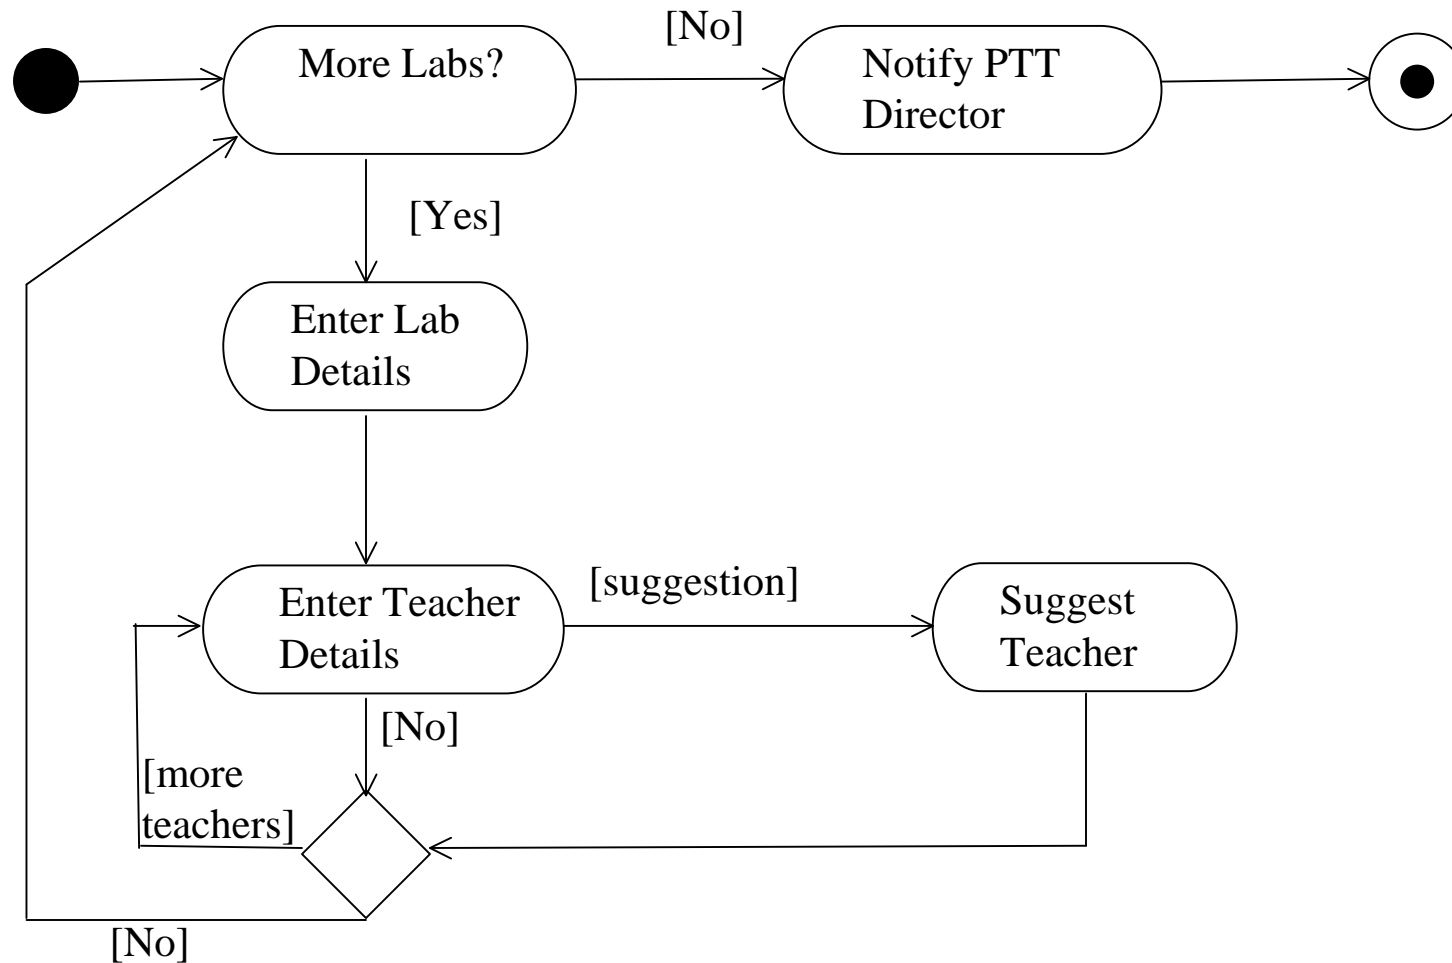 [No]
More Labs?
Notify PTT
Director
[Yes]
Enter Lab
Details
[suggestion]
Enter Teacher
Details
Suggest
Teacher
[No]
[more
teachers]
[No]